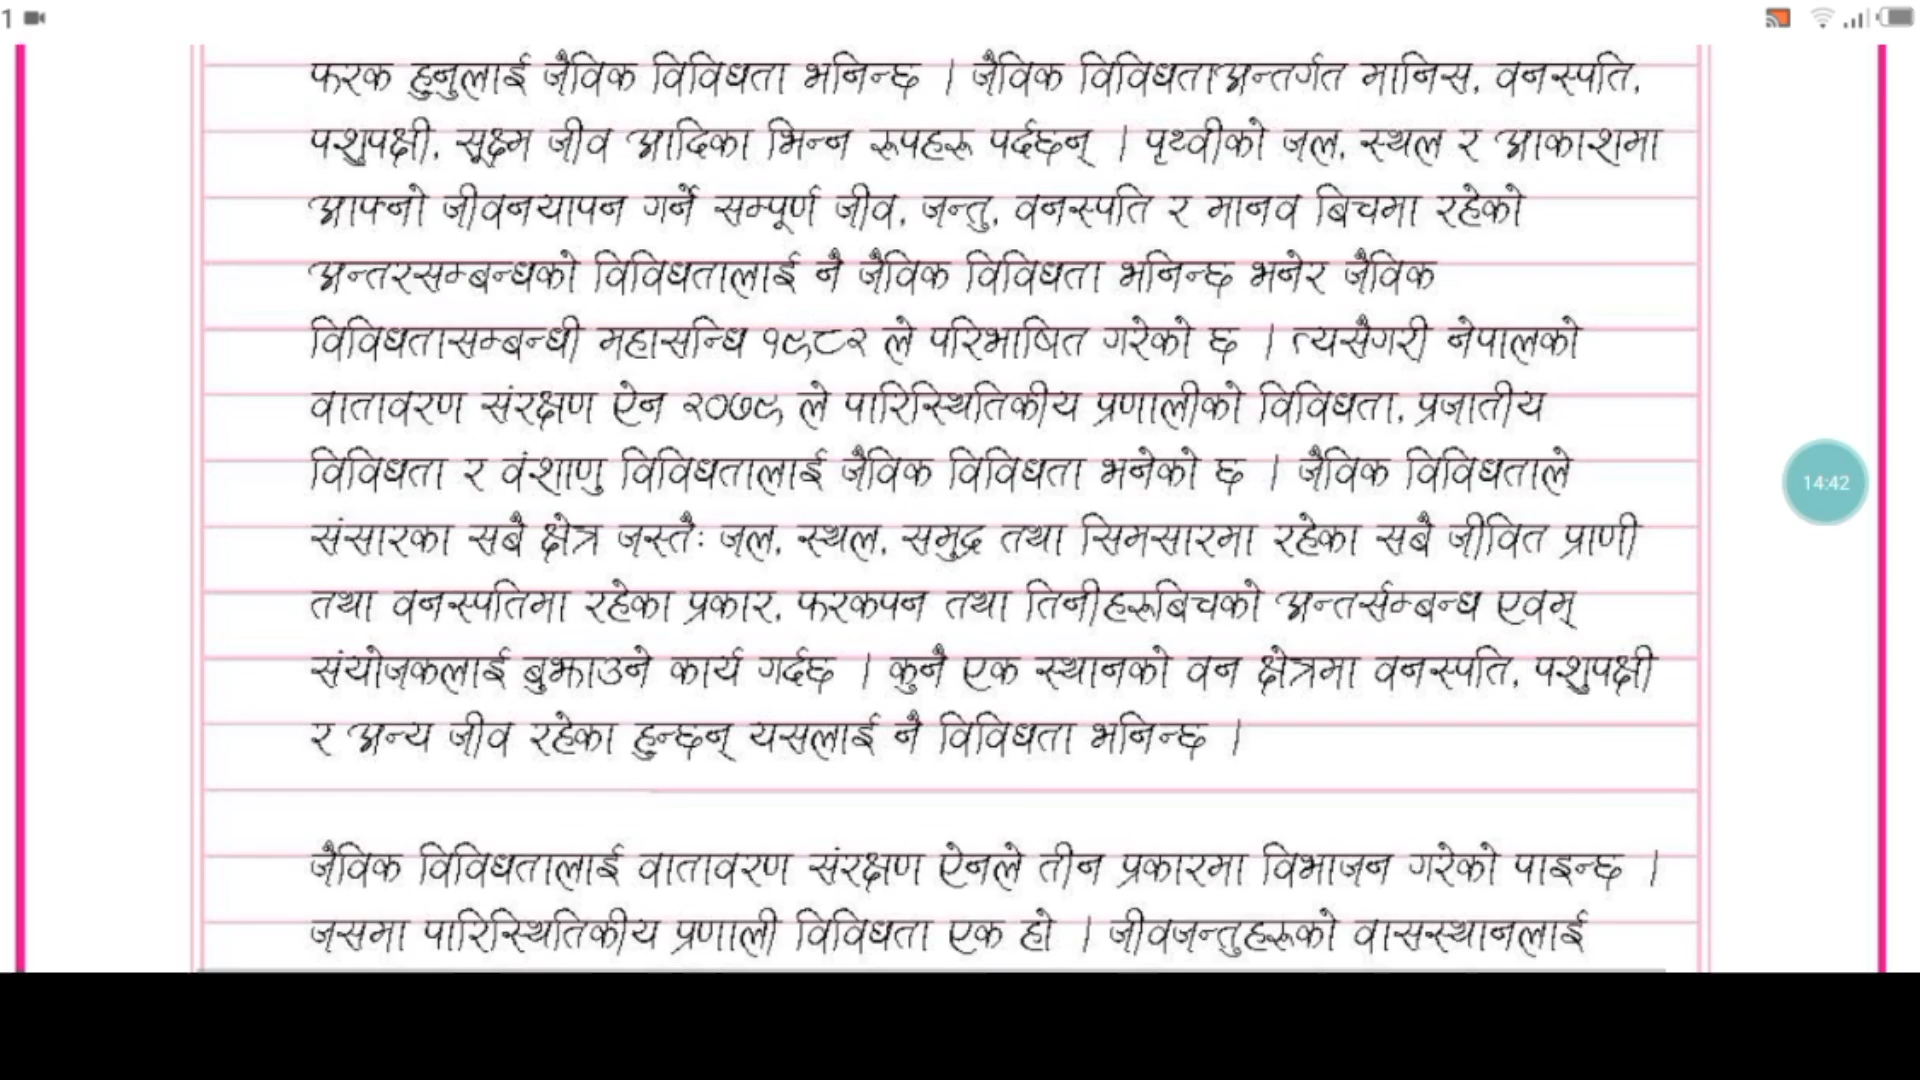 1
फरक हुनुलाई जैविक विविधता भनिन्छ । जैविक विविधताअन्तर्गत मानिस, वनस्पति,
पशुपक्षी, सूक्ष्म जीव आदिका भिन्न रूपहरू पर्दछन् । पृथ्वीको जल, स्थल र आकाशमा
आफ्नो जीवनयापन गर्ने सम्पूर्ण जीव, जन्तु, वनस्पति र मानव बिचमा रहेको
अन्तरसम्बन्धको विविधतालाई नै जैविक विविधता भनिन्छ भनेर जैविक
विविधतासम्बन्धी महासन्धि १९८२ ले परिभाषित गरेको छ । त्यसैगरी नेपालको
वातावरण संरक्षण ऐन २०७९ ले पारिस्थितिकीय प्रणालीको विविधता, प्रजातीय
विविधता र वंशाणु विविधतालाई जैविक विविधता भनेको छ । जैविक विविधताले
14:42
संसारका सबै क्षेत्र जस्तैः जल, स्थल, समुद्र तथा सिमसारमा रहेका सबै जीवित प्राणी
तथा वनस्पतिमा रहेका प्रकार, फरकपन तथा तिनीहरूबिचको अन्तर्सम्बन्ध एवम्
संयोजकलाई बुझाउने कार्य गर्दछ । कुनै एक स्थानको वन क्षेत्रमा वनस्पति, पशुपक्षी
र अन्य जीव रहेका हुन्छन् यसलाई नै विविधता भनिन्छ ।
जैविक विविधतालाई वातावरण संरक्षण ऐनले तीन प्रकारमा विभाजन गरेको पाइन्छ ।
जसमा पारिस्थितिकीय प्रणाली विविधता एक हो । जीवजन्तुहरूको वासस्थानलाई